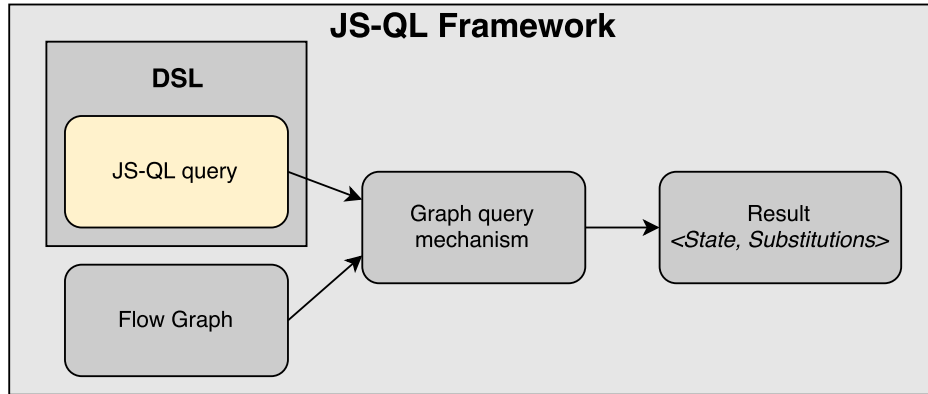 JS-QL Framework
DSL
JS-QL query
Graph query
mechanism
Result
<State, Substitutions>
Flow Graph